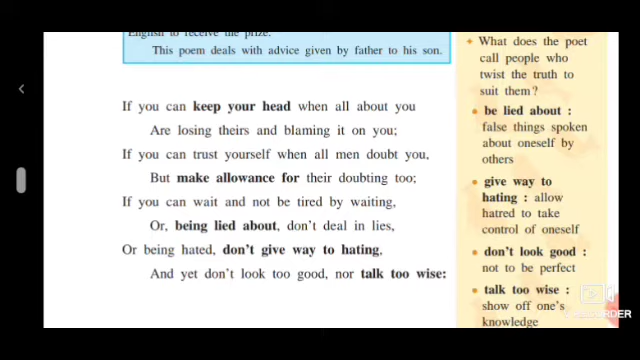 English to receive the prize.
This poem deals with advice given by father to his son.
If you can keep your head when all about you
Are losing theirs and blaming it on you;
If you can trust yourself when all men doubt you,
But make allowance for their doubting too;
If you can wait and not be tired by waiting,
Or, being lied about, don't deal in lies,
Or being hated, don't give way to hating,
And yet don't look too good, nor talk too wise:
What does the poet
call people who
twist the truth to
suit them?
be lied about :
false things spoken
about oneself by
others
give way to
hating : allow
hatred to take
control of oneself
don't look good :
not to be perfect
talk too wise :
show off one's
knowledge